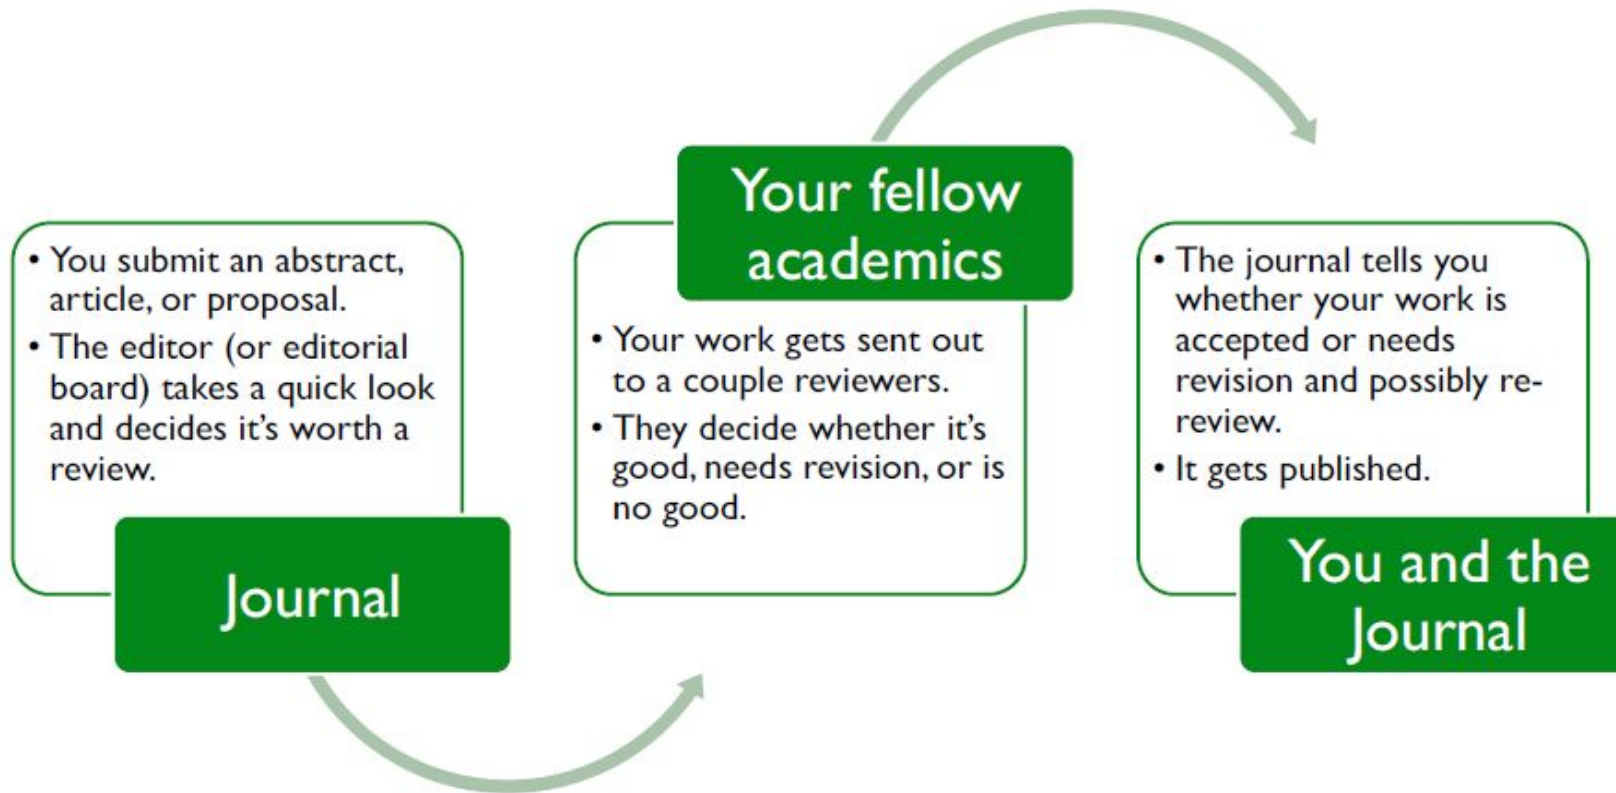 • You submit an abstract,
article, or proposal.
• The editor (or editorial
board) takes a quick look
and decides it's worth a
review.
Journal
Your fellow
academics
• Your work gets sent out
to a couple reviewers.
• They decide whether it's
good, needs revision, or is
no good.
• The journal tells you
whether your work is
accepted or needs
revision and possibly re-
review.
• It gets published.
You and the
Journal